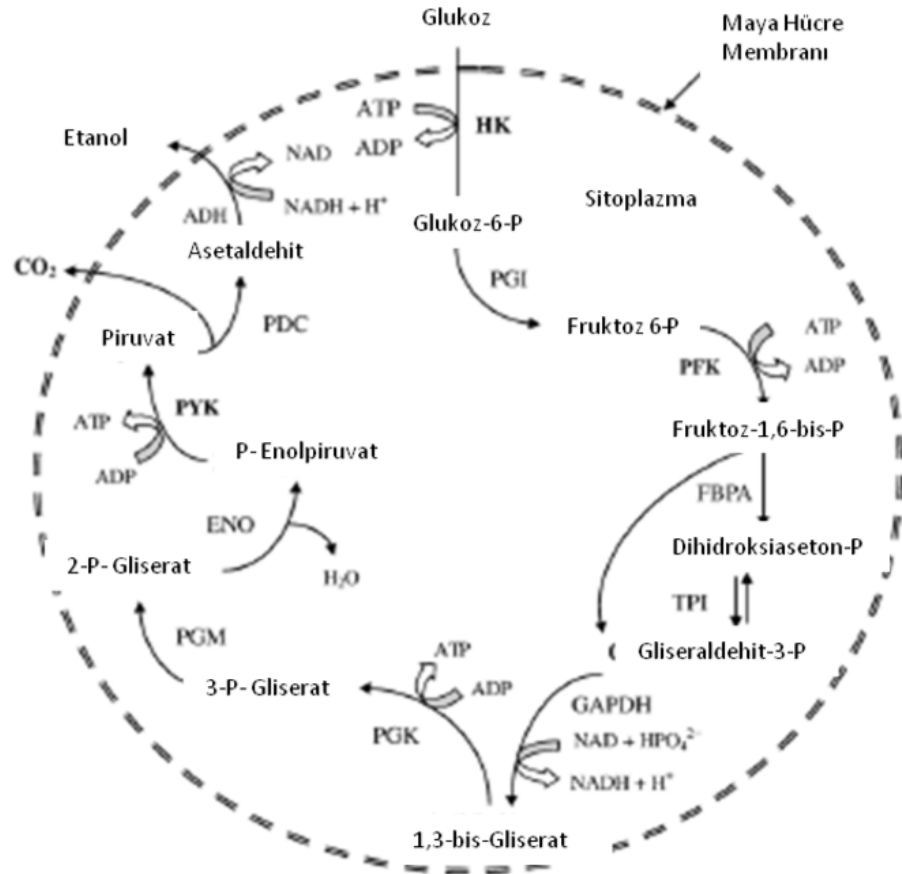 Glukoz
Maya Hücre
Membranı
ATP
HK
ADP
Etanol
NAD
NADH + H⁺
ADH
Sitoplazma
Glukoz-6-P
Asetaldehit
CO₂
PGI
PDC
Piruvat
Fruktoz 6-P
ATP
PFK
ADP
PYK
ATP
ADP
P- Enolpiruvat
Fruktoz-1,6-bis-P
FBPA
ENO
H₂O
Dihidroksiaseton-P
2-P- Gliserat
TPI
PGM
Gliseraldehit-3-P
ATP
ADP
3-P- Gliserat
GAPDH
PGK
NAD + HPO₄²⁻
NADH + H⁺
1,3-bis-Gliserat